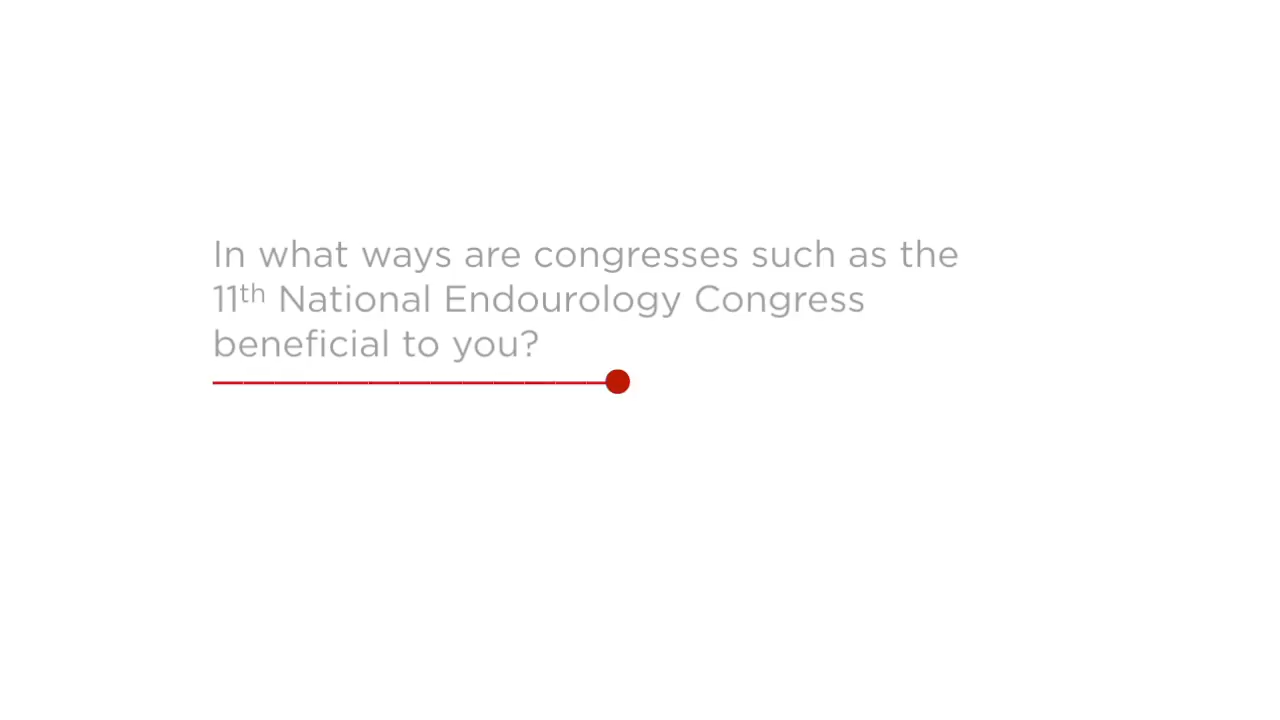 In what ways are congresses such as the
11th National Endourology Congress
beneficial to you?